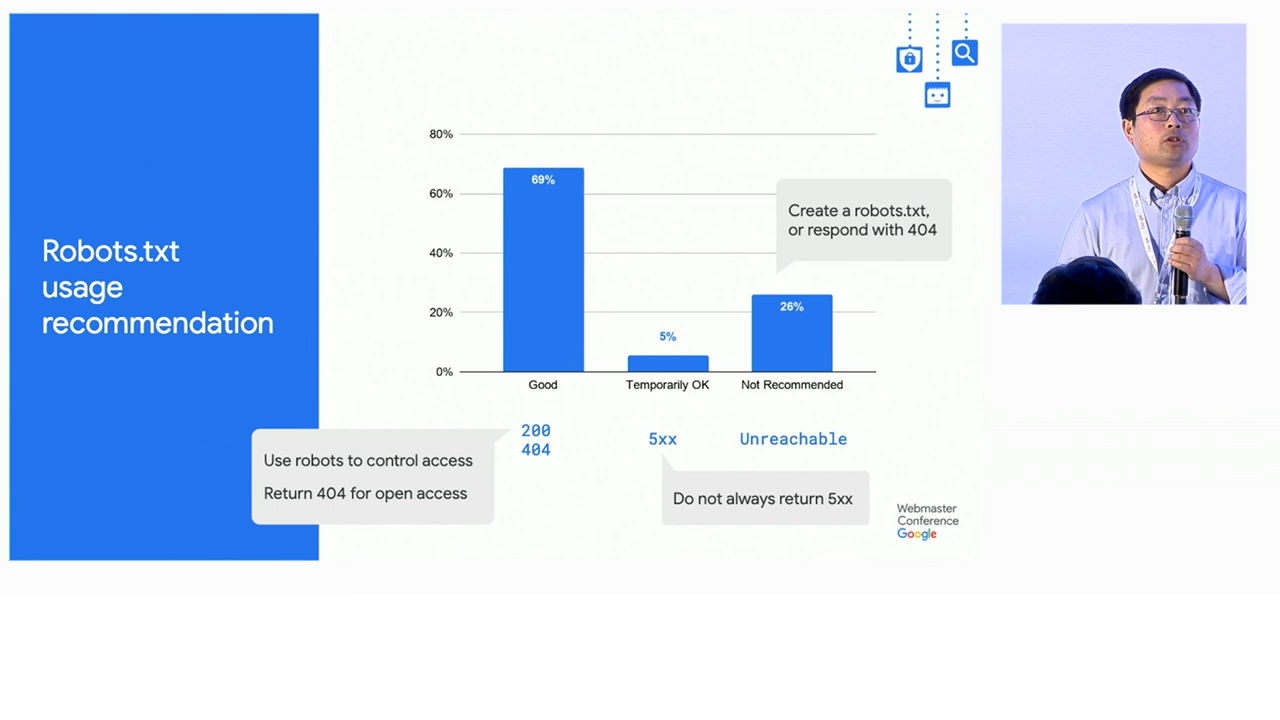 Robots.txt
usage
recommendation
80%
60%
40%
20%
0%
69%
5%
26%
Good
Temporarily OK
Not Recommended
Create a robots.txt,
or respond with 404
200
404
5xx
Unreachable
Use robots to control access
Return 404 for open access
Do not always return 5xx
Webmaster
Conference
Google